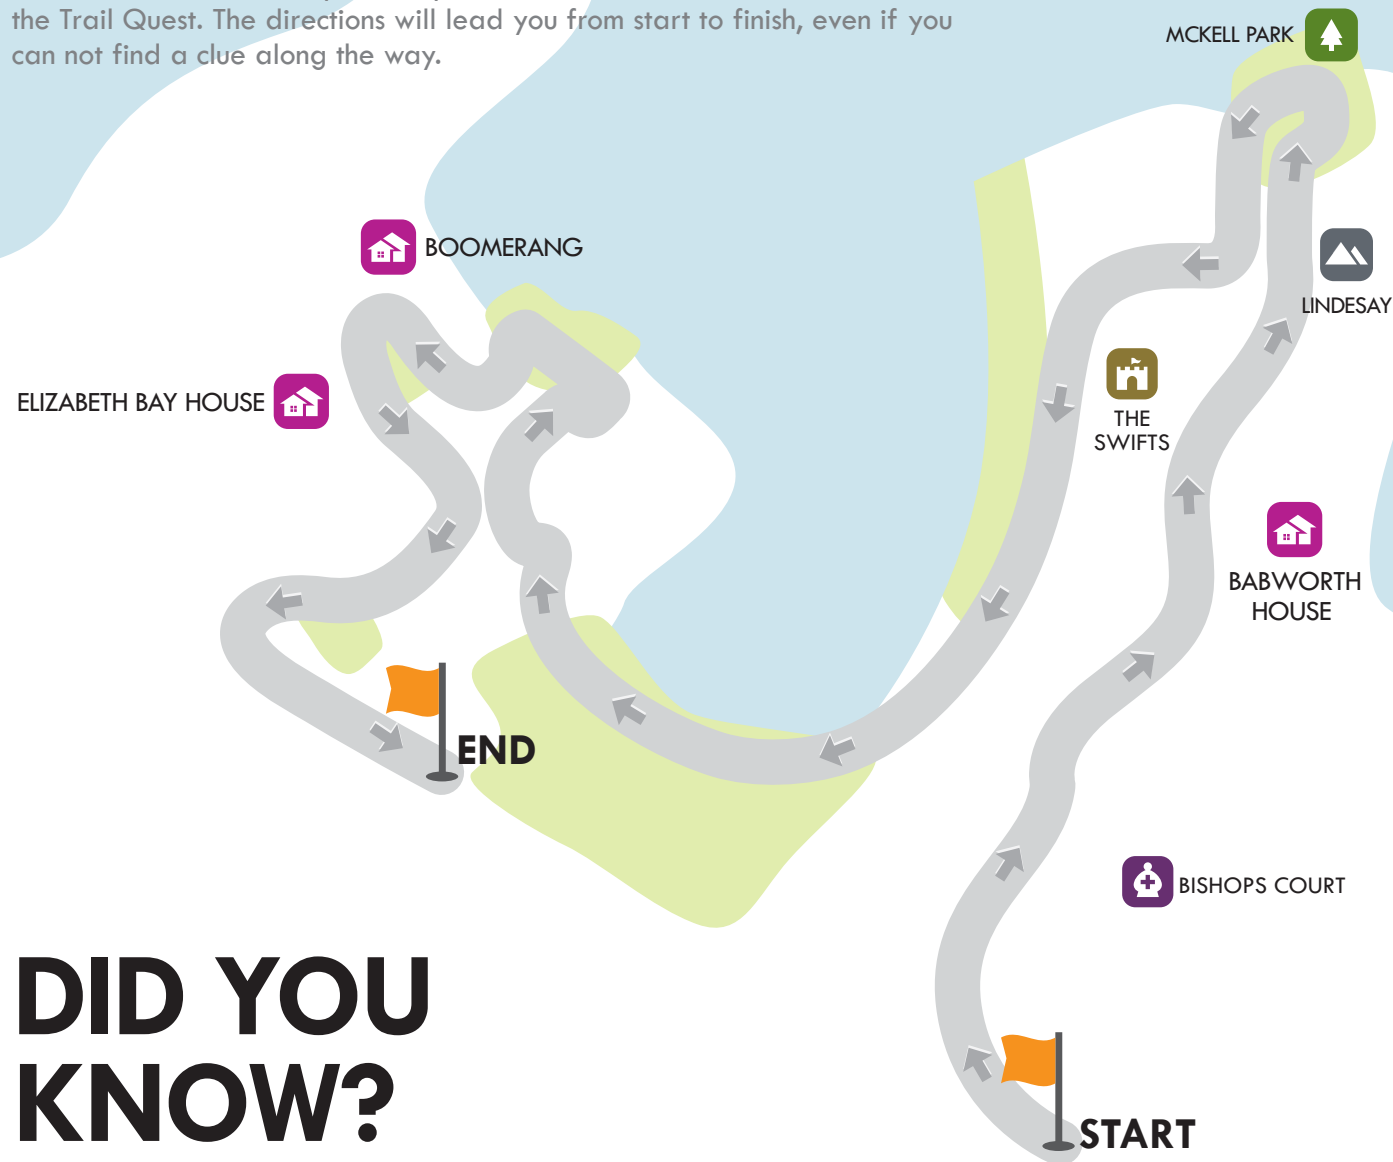 the Trail Quest. The directions will lead you from start to finish, even if you
can not find a clue along the way.
MCKELL PARK
BOOMERANG
LINDESAY
ELIZABETH BAY HOUSE
THE
SWIFTS
BABWORTH
HOUSE
END
BISHOPS COURT
DID YOU
KNOW?
START